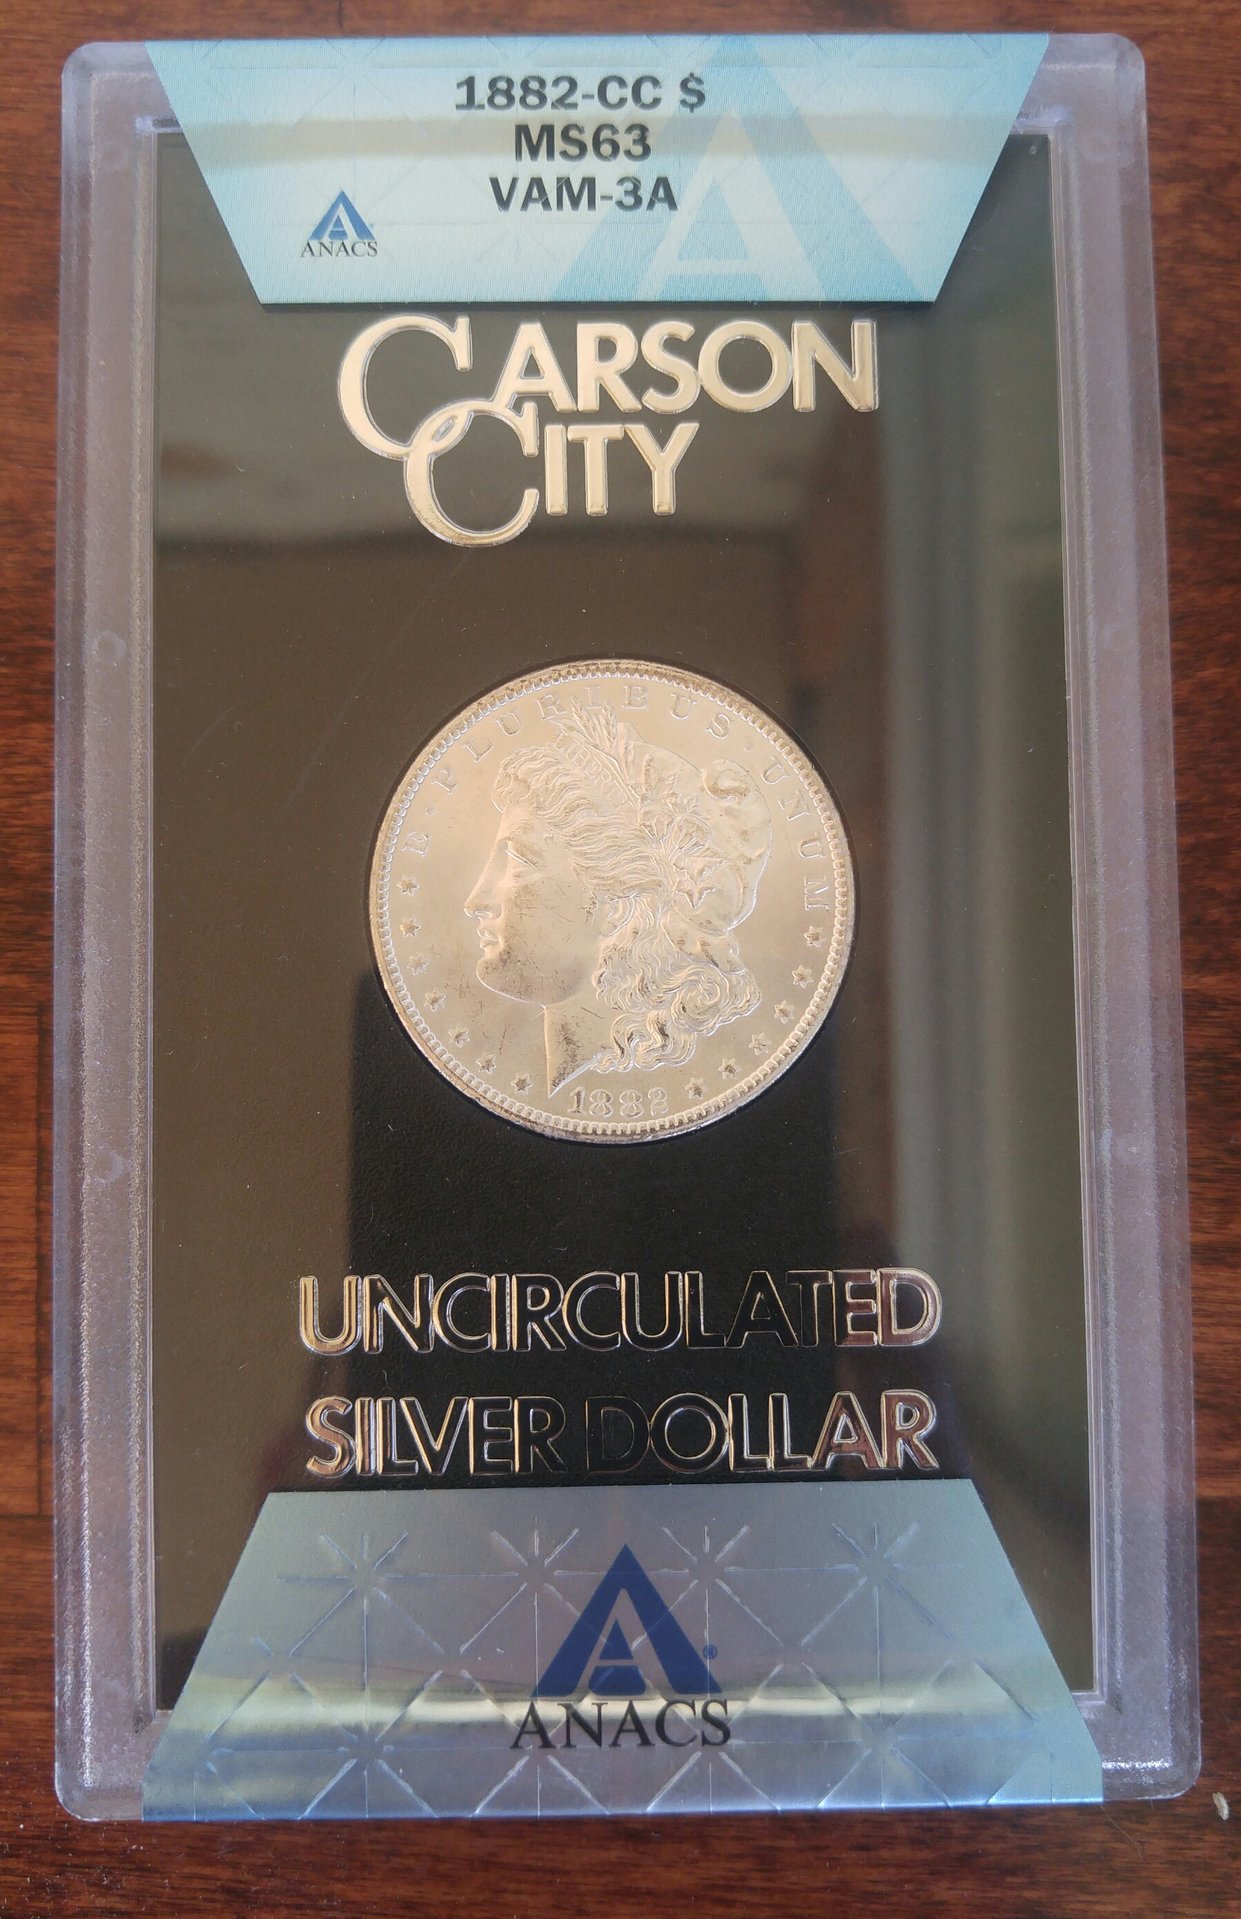 1882-CC $
MS63
VAM-3A
ANACS
CARSON
CITY
E·PLURIBUS·UNUM
LIBERTY
1882
UNCIRCULATED
SILVER DOLLAR
ANACS®